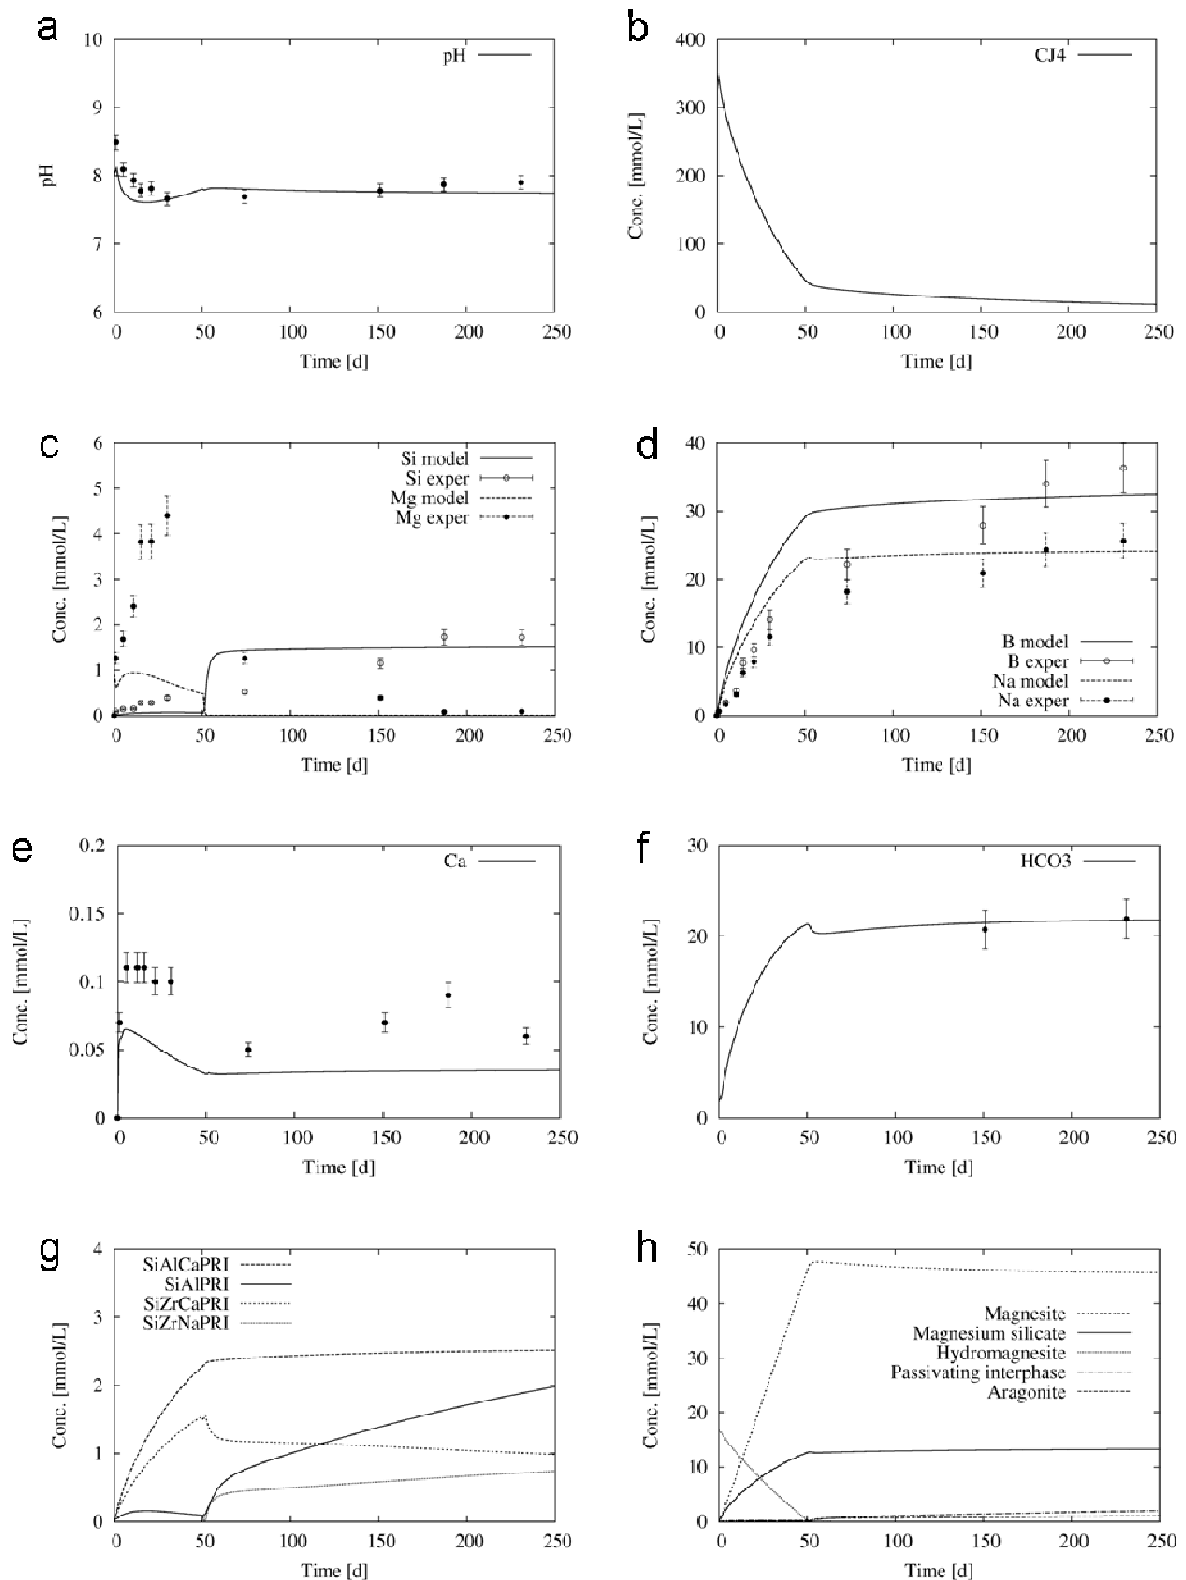 a
10
9
8
7
6
pH
pH
0 50 100 150 200 250
Time [d]
b
400
300
200
100
0
Conc. [mmol/L]
CJ4
0 50 100 150 200 250
Time [d]
c
6
5
4
3
2
1
0
Conc. [mmol/L]
Si model
Si exper
Mg model
Mg exper
0 50 100 150 200 250
Time [d]
d
40
30
20
10
0
Conc. [mmol/L]
B model
B exper
Na model
Na exper
0 50 100 150 200 250
Time [d]
e
0.2
0.15
0.1
0.05
0
Conc. [mmol/L]
Ca
0 50 100 150 200 250
Time [d]
f
30
20
10
0
Conc. [mmol/L]
HCO3
0 50 100 150 200 250
Time [d]
g
4
3
2
1
0
Conc. [mmol/L]
SiAlCaPRI
SiAlPRI
SiZrCaPRI
SiZrNaPRI
0 50 100 150 200 250
Time [d]
h
50
40
30
20
10
0
Conc. [mmol/L]
Magnesite
Magnesium silicate
Hydromagnesite
Passivating interphase
Aragonite
0 50 100 150 200 250
Time [d]